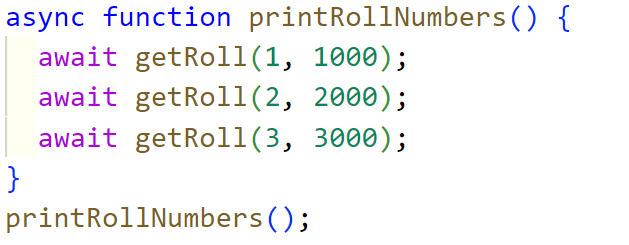 async function printRollNumbers() {
  await getRoll(1, 1000);
  await getRoll(2, 2000);
  await getRoll(3, 3000);
}
printRollNumbers();